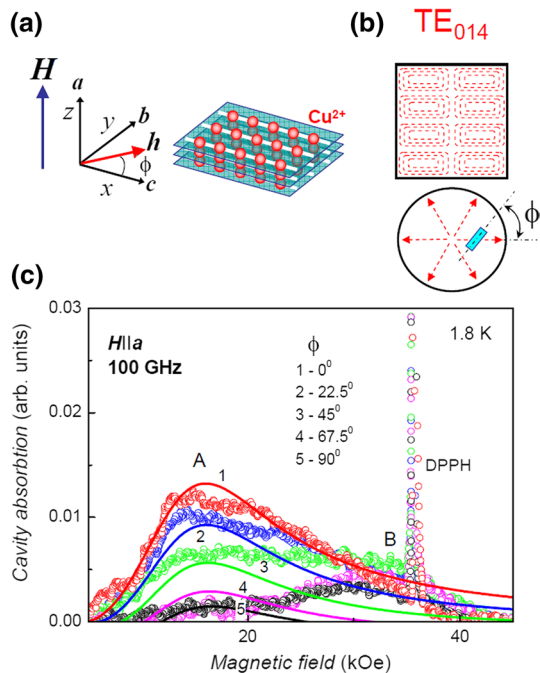 (a)
H
a
z
y
b
h
ϕ
x
c
Cu2+
(b)
TE014
ϕ
(c)
0.03
0.02
0.01
0.00
Cavity absorbtion (arb. units)
H||a
100 GHz
ϕ
1 - 0⁰
2 - 22.5⁰
3 - 45⁰
4 - 67.5⁰
5 - 90⁰
1.8 K
DPPH
A
B
1
2
3
4
5
20
40
Magnetic field (kOe)